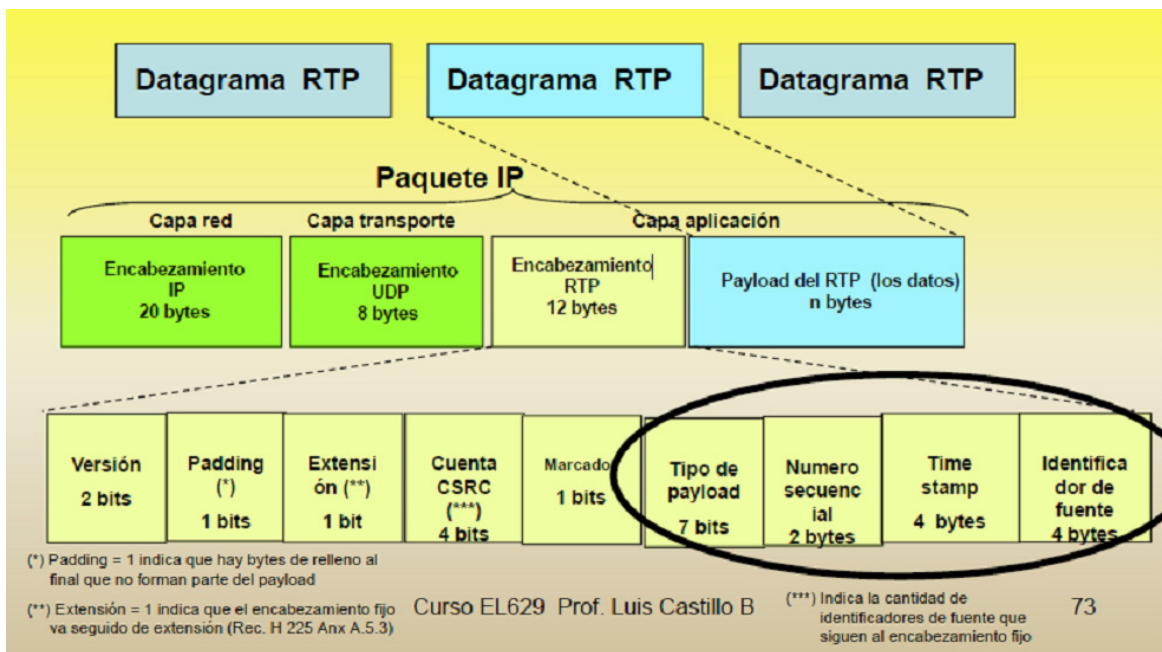 Datagrama RTP
Datagrama RTP
Datagrama RTP
Paquete IP
Capa red
Capa transporte
Capa aplicación
Encabezamiento
IP
20 bytes
Encabezamiento
UDP
8 bytes
Encabezamiento
RTP
12 bytes
Payload del RTP (los datos)
n bytes
Versión
2 bits
Padding
(*)
1 bits
Extensi
ón (**)
1 bit
Cuenta
CSRC
(***)
4 bits
Marcado
1 bits
Tipo de
payload
7 bits
Numero
secuenc
ial
2 bytes
Time
stamp
4 bytes
Identifica
dor de
fuente
4 bytes
(*) Padding = 1 indica que hay bytes de relleno al
final que no forman parte del payload
(**) Extensión = 1 indica que el encabezamiento fijo
va seguido de extensión (Rec. H 225 Anx A.5.3)
Curso EL629 Prof. Luis Castillo B
(***) Indica la cantidad de
identificadores de fuente que
siguen al encabezamiento fijo
73